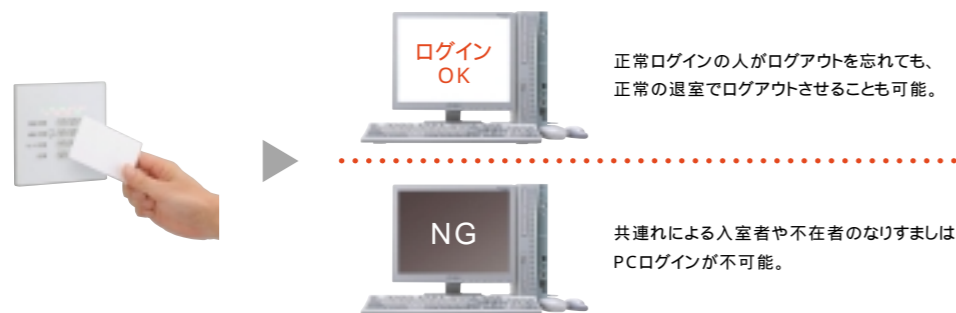 ログイン
OK
正常ログインの人がログアウトを忘れても、
正常の退室でログアウトさせることも可能。
NG
共連れによる入室者や不在者のなりすましは
PCログインが不可能。